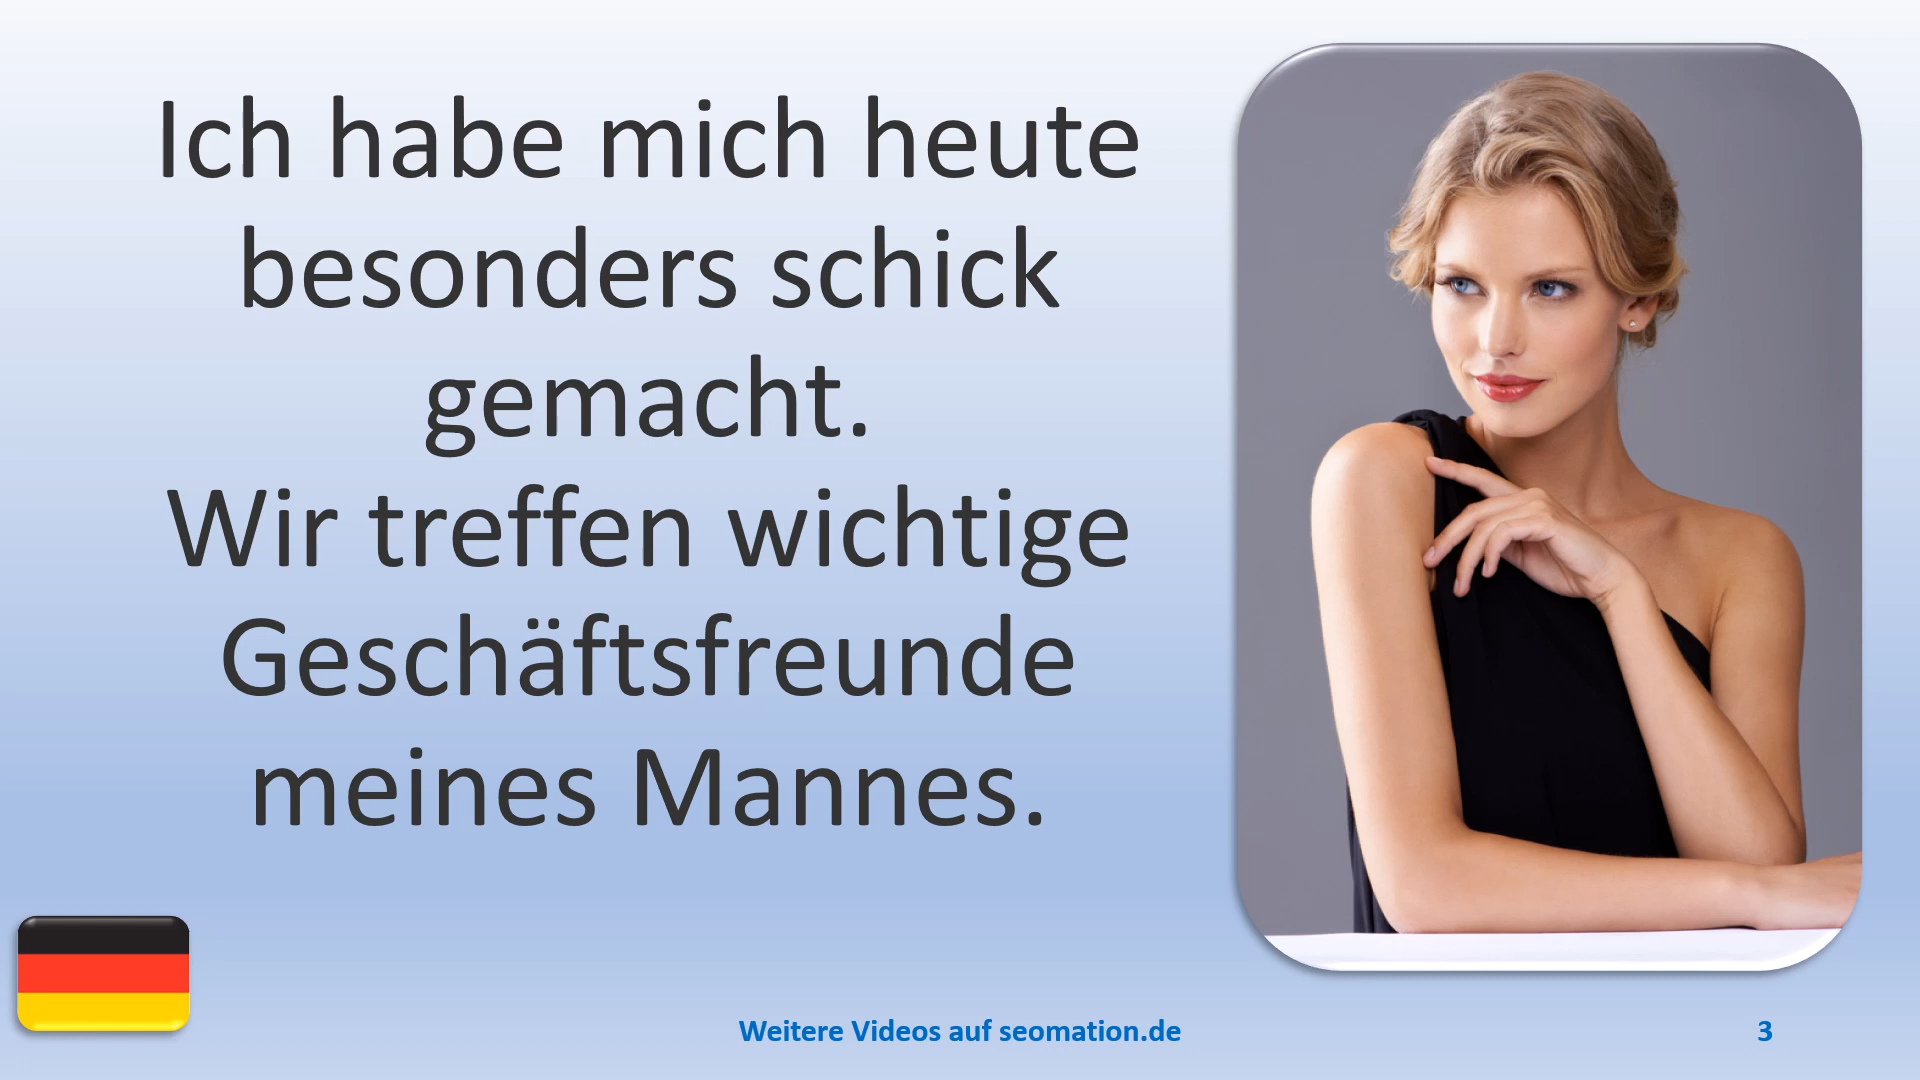 Ich habe mich heute
besonders schick
gemacht.
Wir treffen wichtige
Geschäftsfreunde
meines Mannes.
Weitere Videos auf seomation.de
3